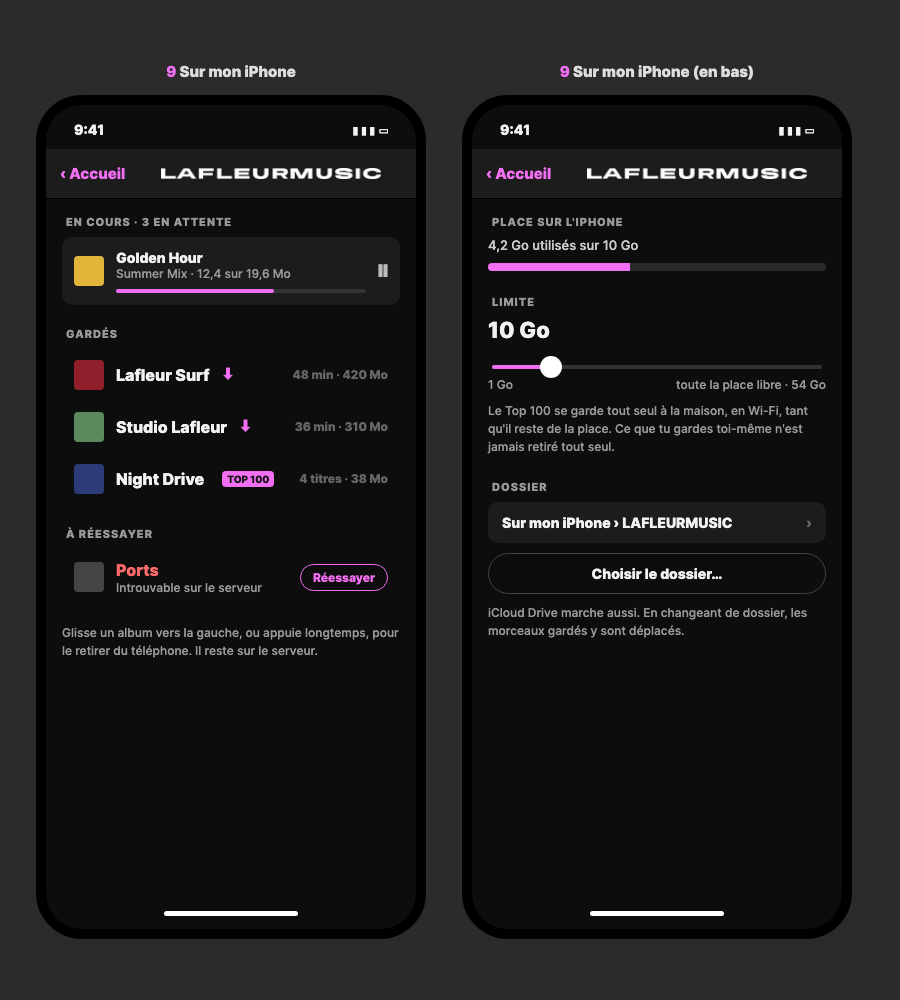 9 Sur mon iPhone
9:41
‹ Accueil
LAFLEURMUSIC
EN COURS · 3 EN ATTENTE
Golden Hour
Summer Mix · 12,4 sur 19,6 Mo
GARDÉS
Lafleur Surf
48 min · 420 Mo
Studio Lafleur
36 min · 310 Mo
Night Drive
TOP 100
4 titres · 38 Mo
À RÉESSAYER
Ports
Introuvable sur le serveur
Réessayer
Glisse un album vers la gauche, ou appuie longtemps, pour
le retirer du téléphone. Il reste sur le serveur.
9 Sur mon iPhone (en bas)
9:41
‹ Accueil
LAFLEURMUSIC
PLACE SUR L'IPHONE
4,2 Go utilisés sur 10 Go
LIMITE
10 Go
1 Go
toute la place libre · 54 Go
Le Top 100 se garde tout seul à la maison, en Wi-Fi, tant
qu'il reste de la place. Ce que tu gardes toi-même n'est
jamais retiré tout seul.
DOSSIER
Sur mon iPhone › LAFLEURMUSIC ›
Choisir le dossier...
iCloud Drive marche aussi. En changeant de dossier, les
morceaux gardés y sont déplacés.